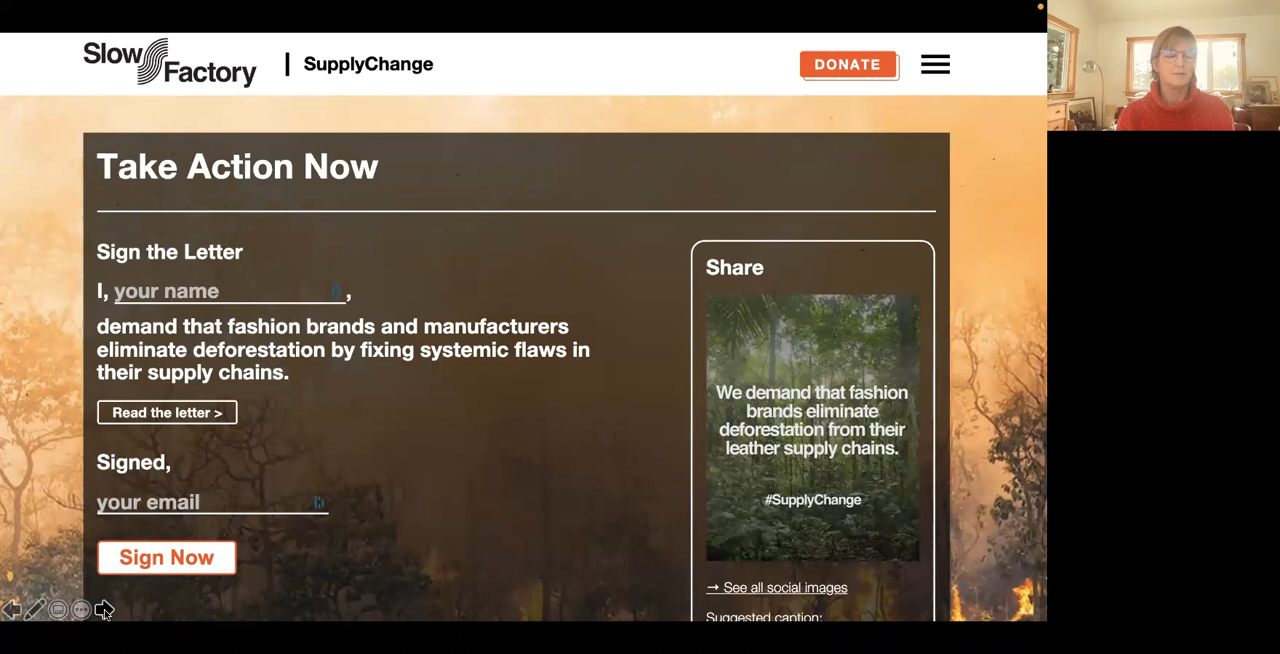 Slow
Factory
SupplyChange
DONATE
Take Action Now
Sign the Letter
I, your name,
demand that fashion brands and manufacturers
eliminate deforestation by fixing systemic flaws in
their supply chains.
Read the letter >
Signed,
your email
Sign Now
Share
We demand that fashion
brands eliminate
deforestation from their
leather supply chains.
#SupplyChange
→ See all social images
Suggested caption: